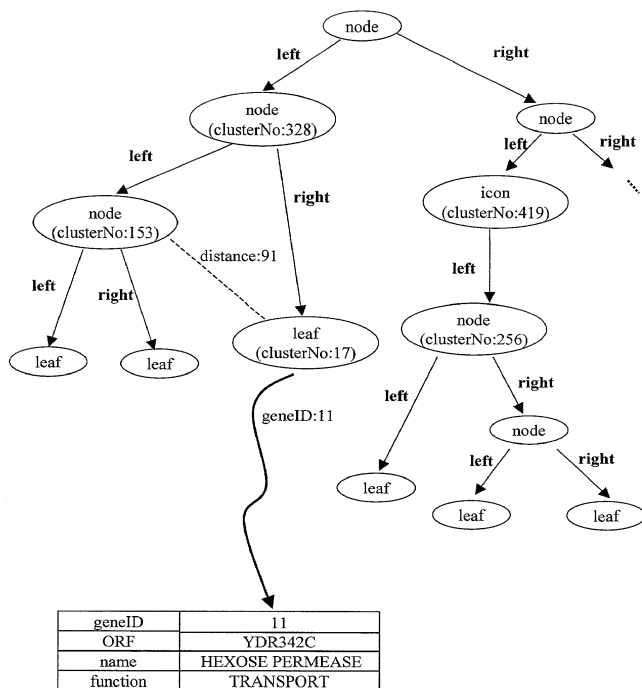 node
left
right
node
(clusterNo:328)
node
left
right
left
right
icon
(clusterNo:419)
node
(clusterNo:153)
distance:91
left
left
right
leaf
(clusterNo:17)
node
(clusterNo:256)
leaf
leaf
left
right
geneID:11
node
left
right
leaf
leaf
leaf
geneID 11
ORF YDR342C
name HEXOSE PERMEASE
function TRANSPORT